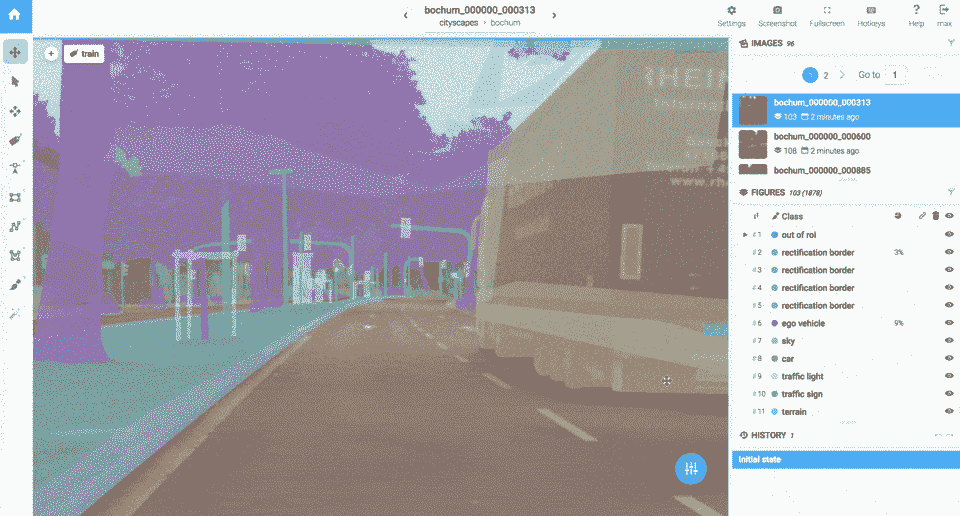 bochum_000000_000313
cityscapes › bochum
Settings
Screenshot
Fullscreen
Hotkeys
Help
max
train
IMAGES 96
1 2 Go to 1
bochum_000000_000313
103 2 minutes ago
bochum_000000_000600
108 2 minutes ago
bochum_000000_000885
FIGURES 103 (1878)
Class
#1 out of roi
#2 rectification border 3%
#3 rectification border
#4 rectification border
#5 rectification border
#6 ego vehicle 9%
#7 sky
#8 car
#9 traffic light
#10 traffic sign
#11 terrain
HISTORY 1
Initial state